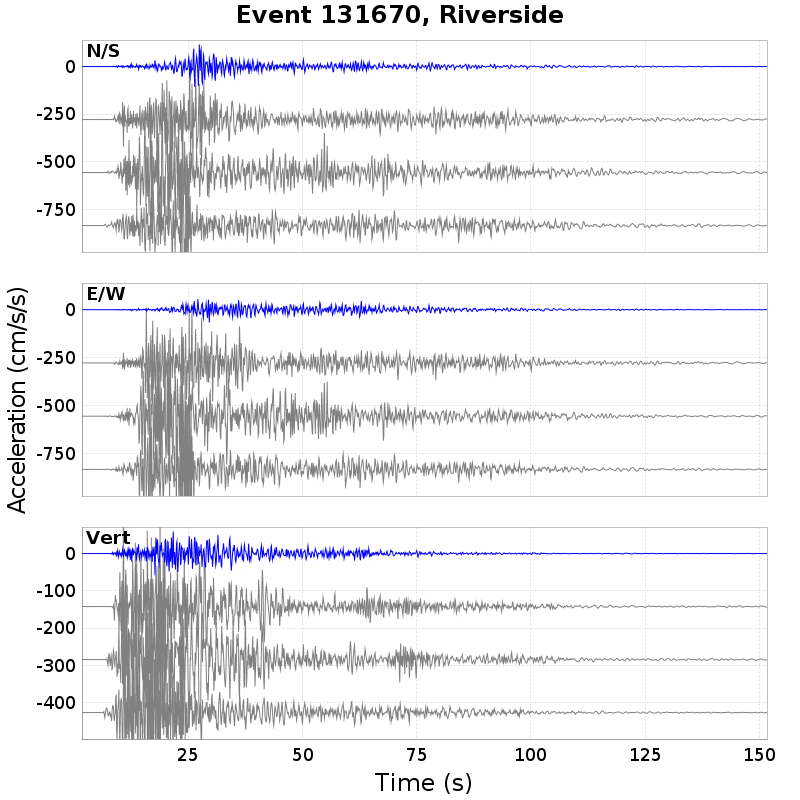 Event 131670, Riverside
N/S
0
-250
-500
-750
E/W
0
-250
-500
-750
Vert
0
-100
-200
-300
-400
25 50 75 100 125 150
Time (s)
Acceleration (cm/s/s)